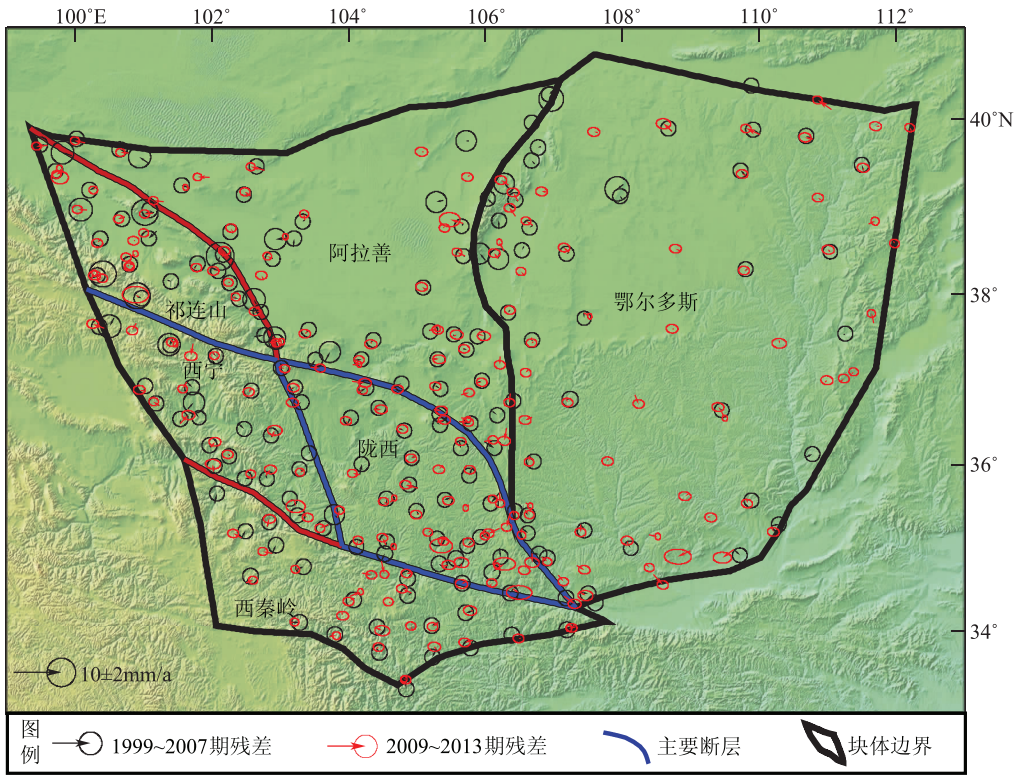 100°E 102° 104° 106° 108° 110° 112°
40°N
阿拉善
38°
鄂尔多斯
祁连山
西宁
陇西
36°
西秦岭
34°
10±2mm/a
图例
1999~2007期残差
2009~2013期残差
主要断层
块体边界